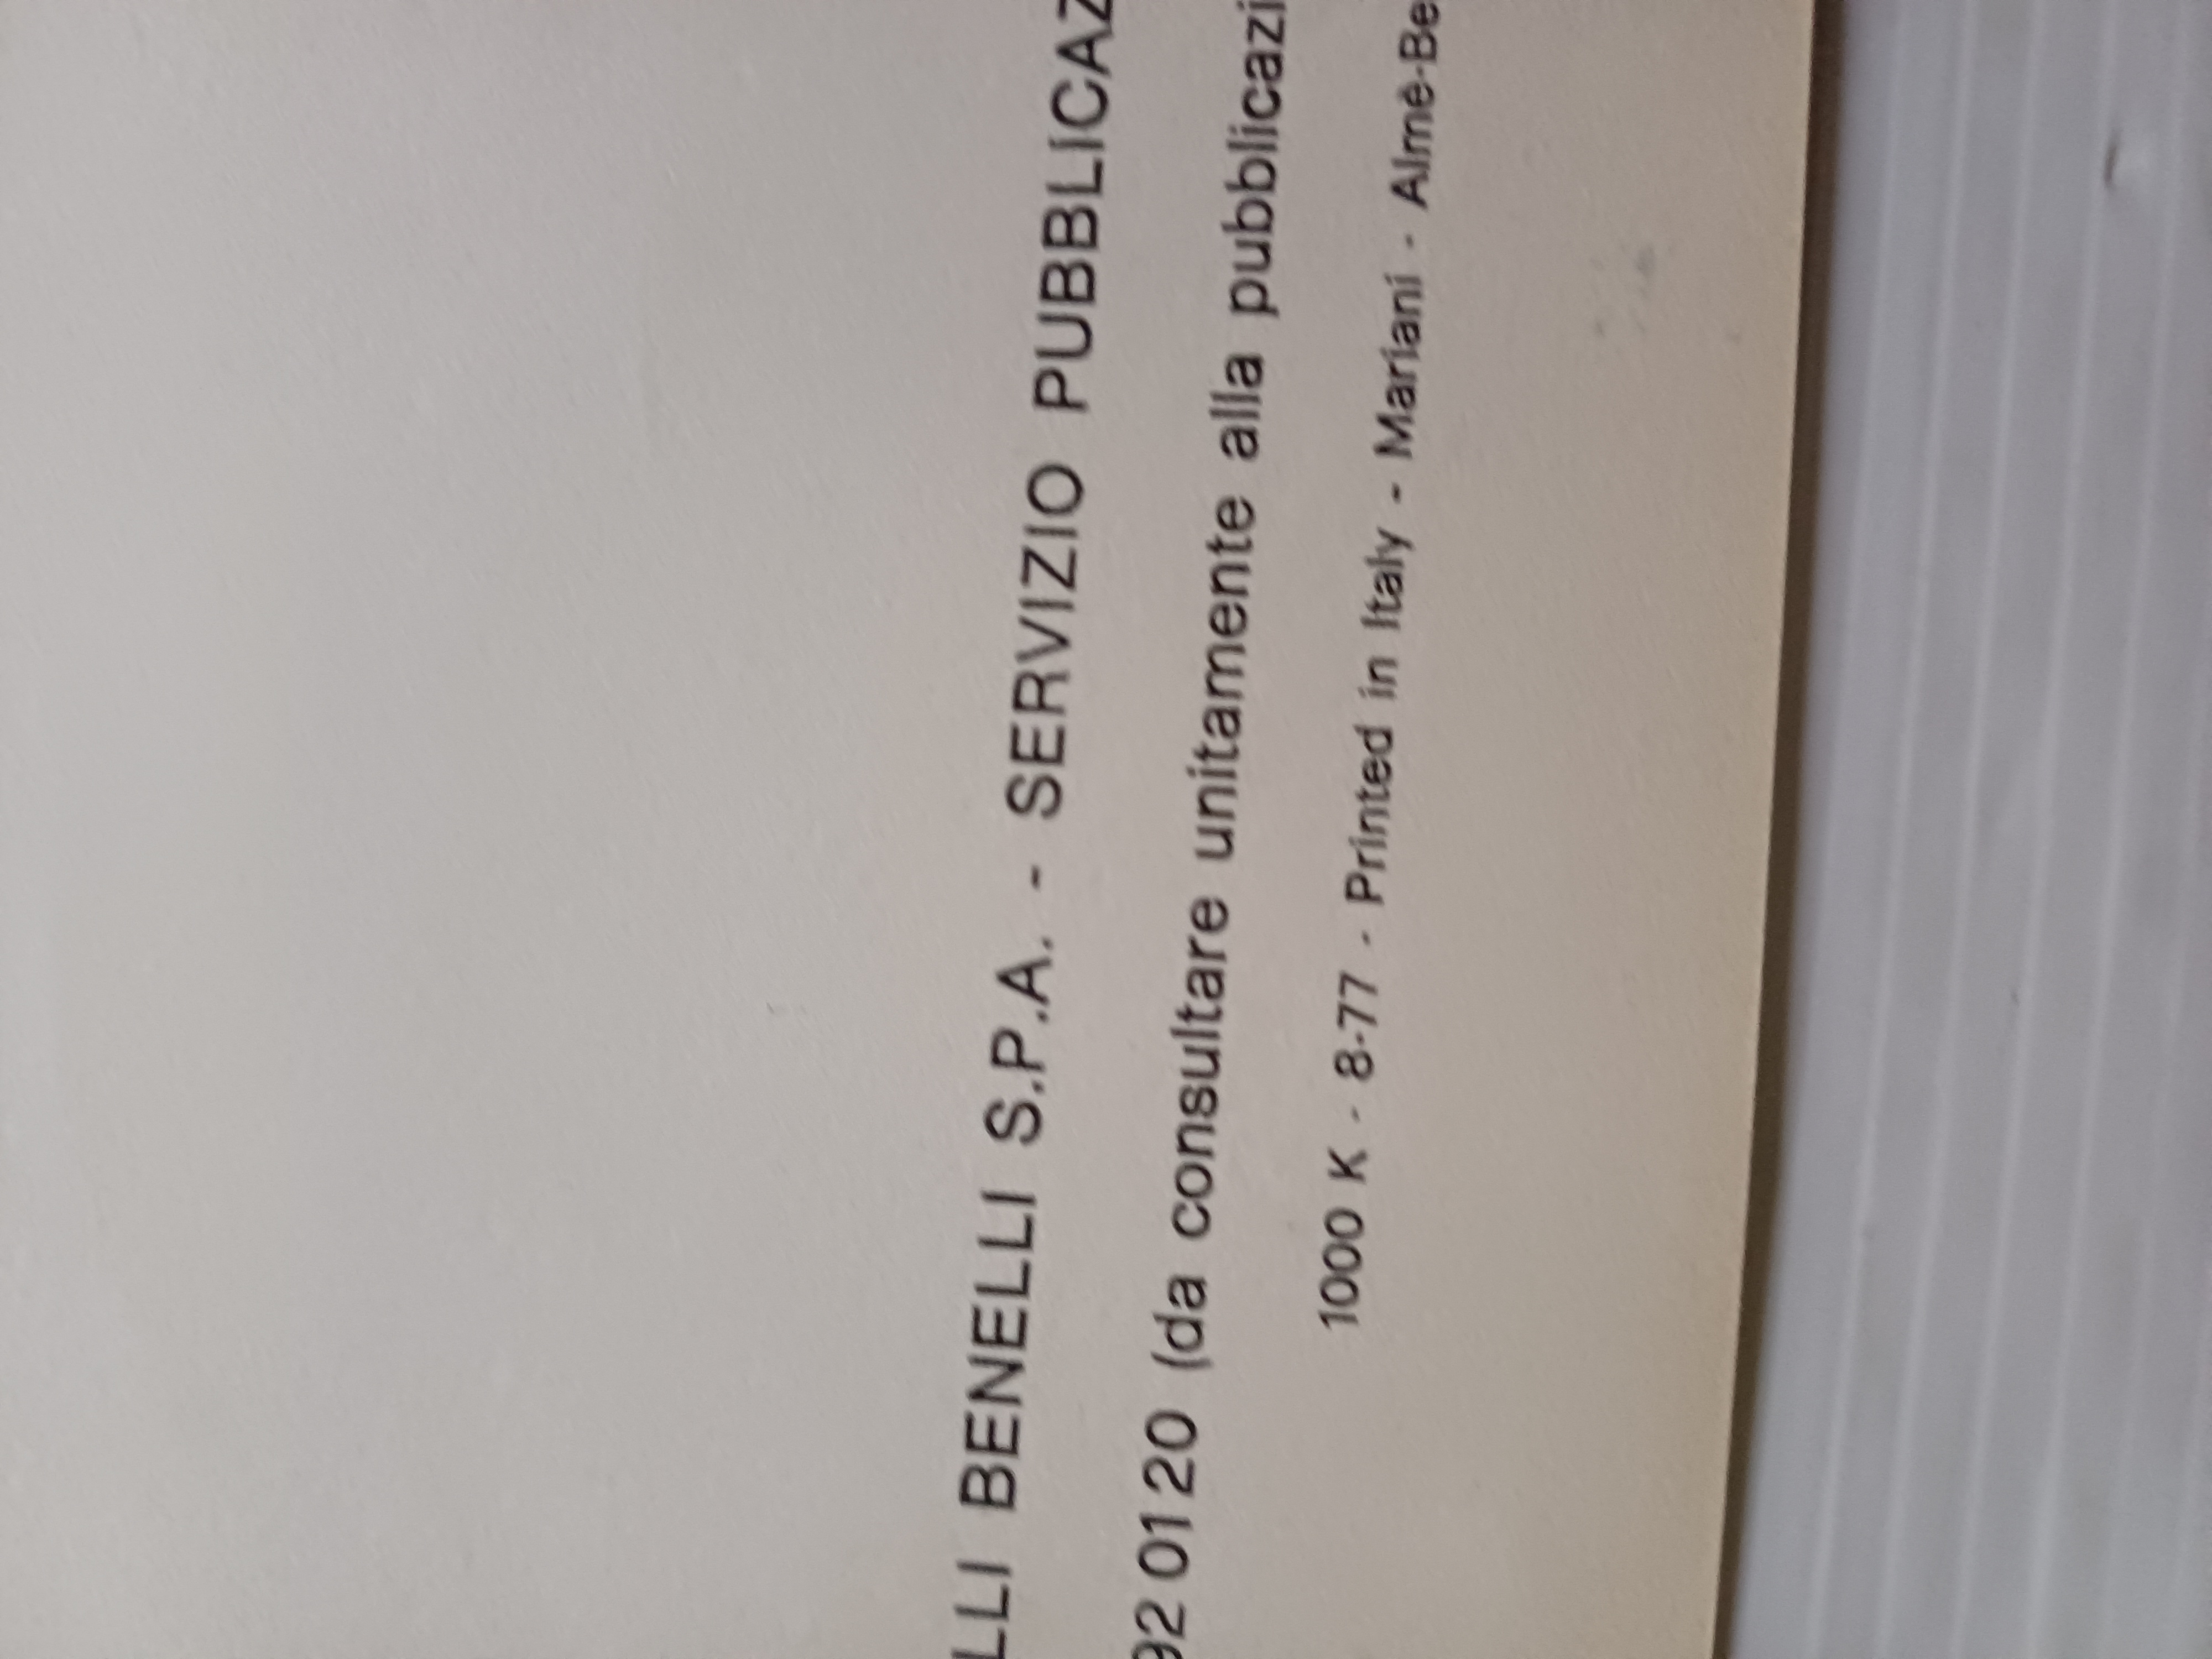 LLI BENELLI S.P.A. - SERVIZIO PUBBLICAZ
92 01 20 (da consultare unitamente alla pubblicazi
1000 K - 8-77 - Printed in Italy - Mariani - Almè-Be